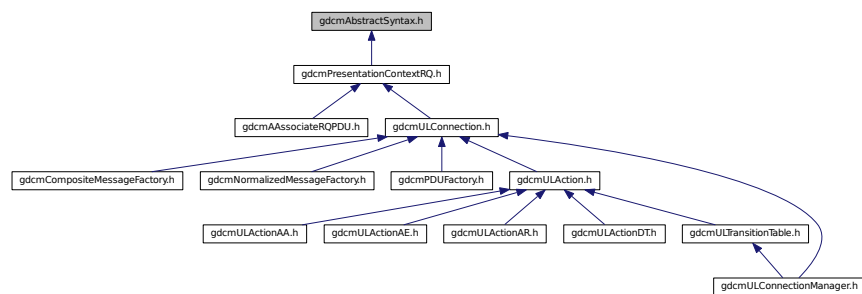 gdcmAbstractSyntax.h
gdcmPresentationContextRQ.h
gdcmAAssociateRQPDU.h
gdcmULConnection.h
gdcmCompositeMessageFactory.h
gdcmNormalizedMessageFactory.h
gdcmPDUFactory.h
gdcmULAction.h
gdcmULActionAA.h
gdcmULActionAE.h
gdcmULActionAR.h
gdcmULActionDT.h
gdcmULTransitionTable.h
gdcmULConnectionManager.h